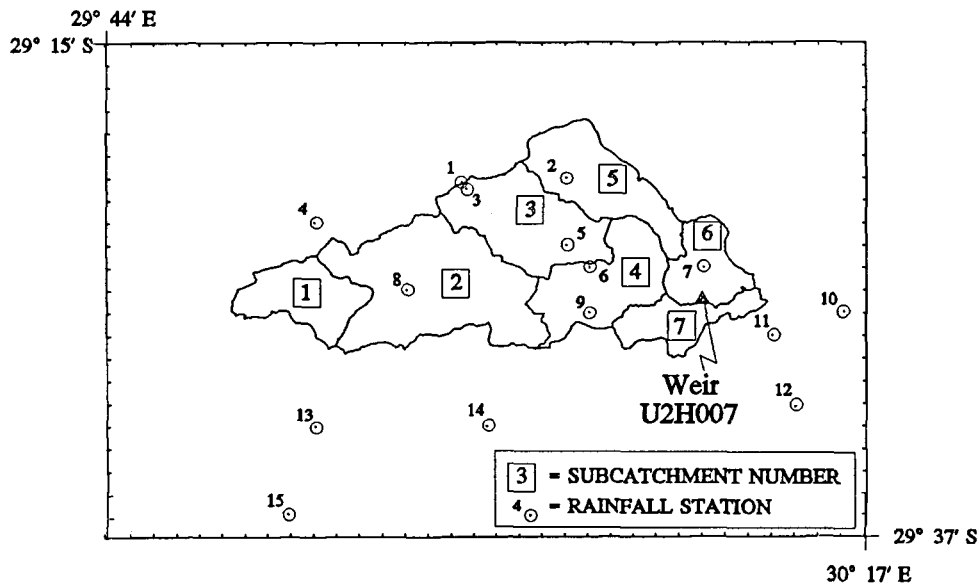 29° 44′ E
29° 15′ S
1
2
3
4
5
3
5
6
5
6
4
7
1
8
2
9
7
10
11
12
Weir
U2H007
13
14
15
3 = SUBCATCHMENT NUMBER
4 = RAINFALL STATION
29° 37′ S
30° 17′ E